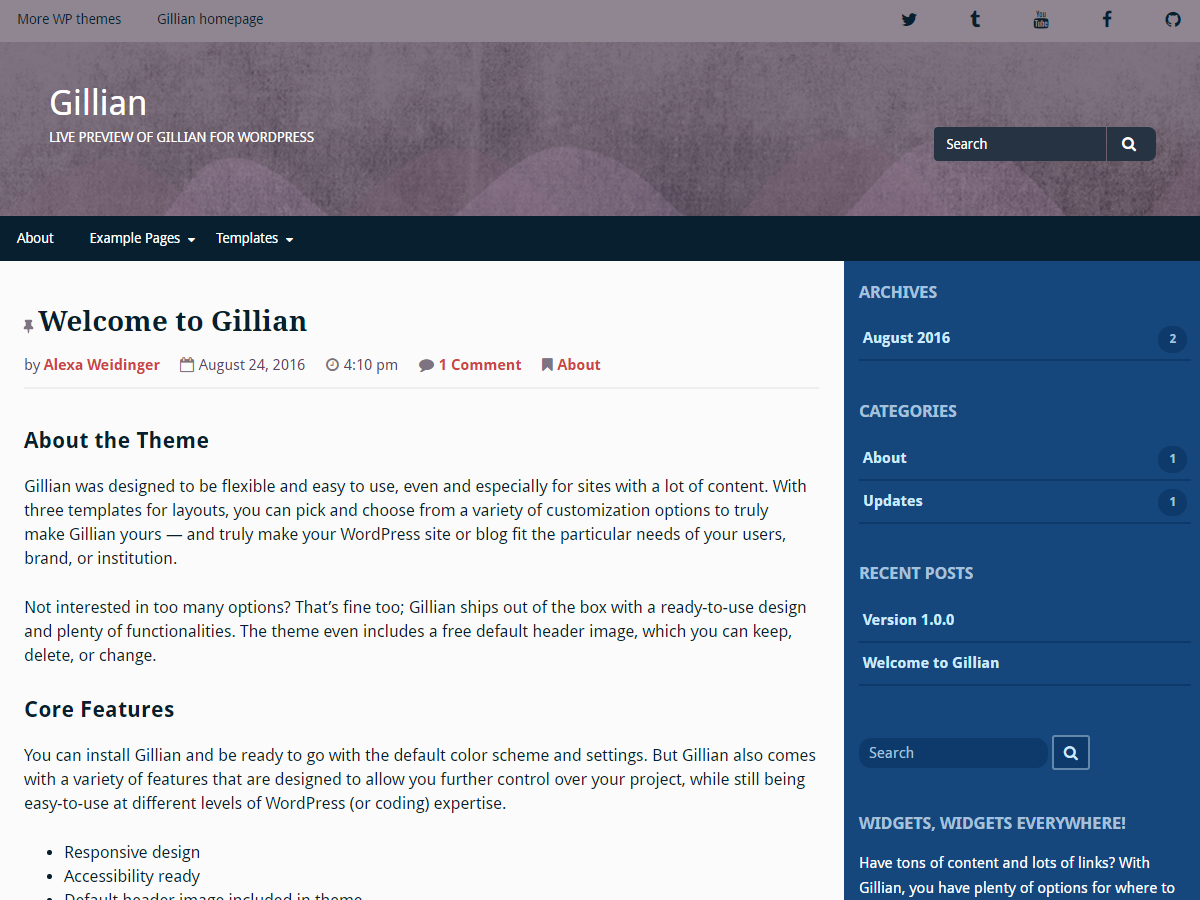 More WP themes
Gillian homepage
You
Tube
Gillian
LIVE PREVIEW OF GILLIAN FOR WORDPRESS
Search
About
Example Pages
Templates
Welcome to Gillian
by Alexa Weidinger August 24, 2016 4:10 pm 1 Comment About
About the Theme
Gillian was designed to be flexible and easy to use, even and especially for sites with a lot of content. With
three templates for layouts, you can pick and choose from a variety of customization options to truly
make Gillian yours — and truly make your WordPress site or blog fit the particular needs of your users,
brand, or institution.
Not interested in too many options? That’s fine too; Gillian ships out of the box with a ready-to-use design
and plenty of functionalities. The theme even includes a free default header image, which you can keep,
delete, or change.
Core Features
You can install Gillian and be ready to go with the default color scheme and settings. But Gillian also comes
with a variety of features that are designed to allow you further control over your project, while still being
easy-to-use at different levels of WordPress (or coding) expertise.
• Responsive design
• Accessibility ready
• Default header image included in theme
ARCHIVES
August 2016 2
CATEGORIES
About 1
Updates 1
RECENT POSTS
Version 1.0.0
Welcome to Gillian
Search
WIDGETS, WIDGETS EVERYWHERE!
Have tons of content and lots of links? With
Gillian, you have plenty of options for where to